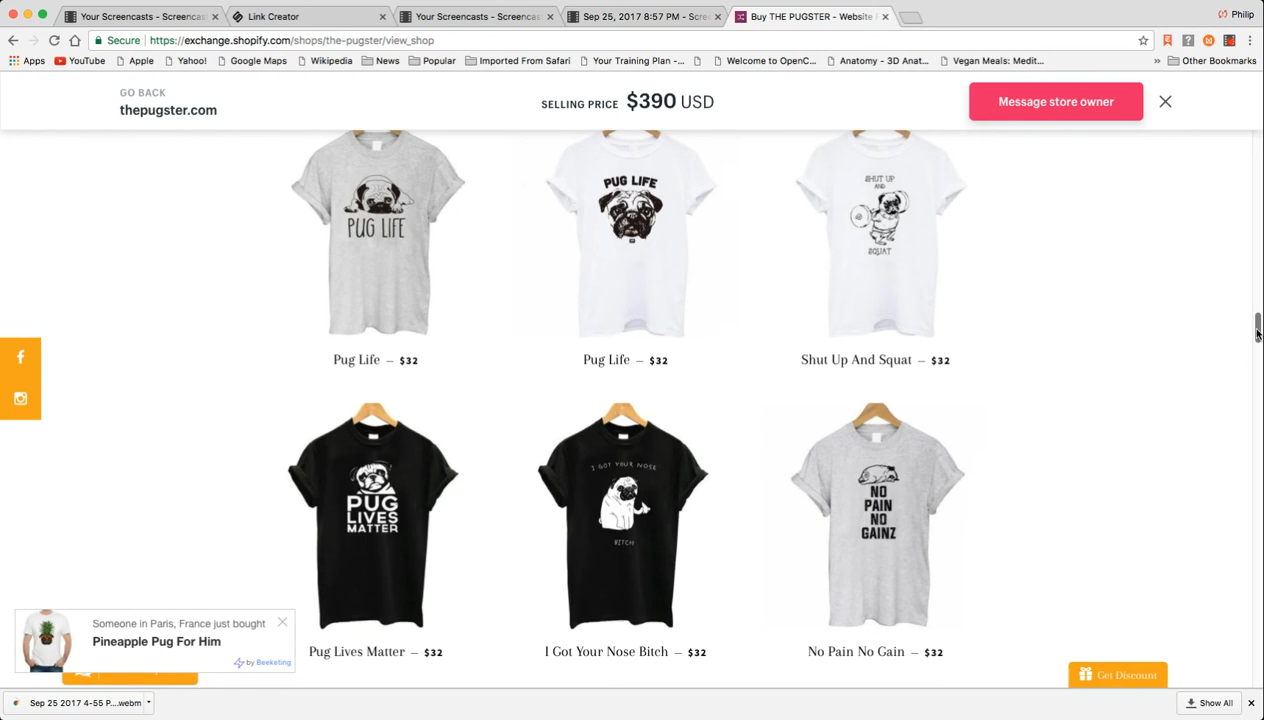 Your Screencasts - Screencas
Link Creator
Your Screencasts - Screencas
Sep 25, 2017 8:57 PM - Scree
Buy THE PUGSTER - Website
Philip
Secure
https://exchange.shopify.com/shops/the-pugster/view_shop
Apps
YouTube
Apple
Yahoo!
Google Maps
Wikipedia
News
Popular
Imported From Safari
Your Training Plan -...
Welcome to OpenC...
Anatomy - 3D Anat...
Vegan Meals: Medit...
Other Bookmarks
GO BACK
thepugster.com
SELLING PRICE $390 USD
Message store owner
PUG LIFE
PUG LIFE
SHUT UP
AND
SQUAT
Pug Life – $32
Pug Life – $32
Shut Up And Squat – $32
PUG
LIVES
MATTER
I GOT YOUR NOSE
BITCH
NO
PAIN
NO
GAINZ
Someone in Paris, France just bought
Pineapple Pug For Him
by Beeketing
Pug Lives Matter – $32
I Got Your Nose Bitch – $32
No Pain No Gain – $32
Get Discount
Sep 25 2017 4-55 P....webm
Show All